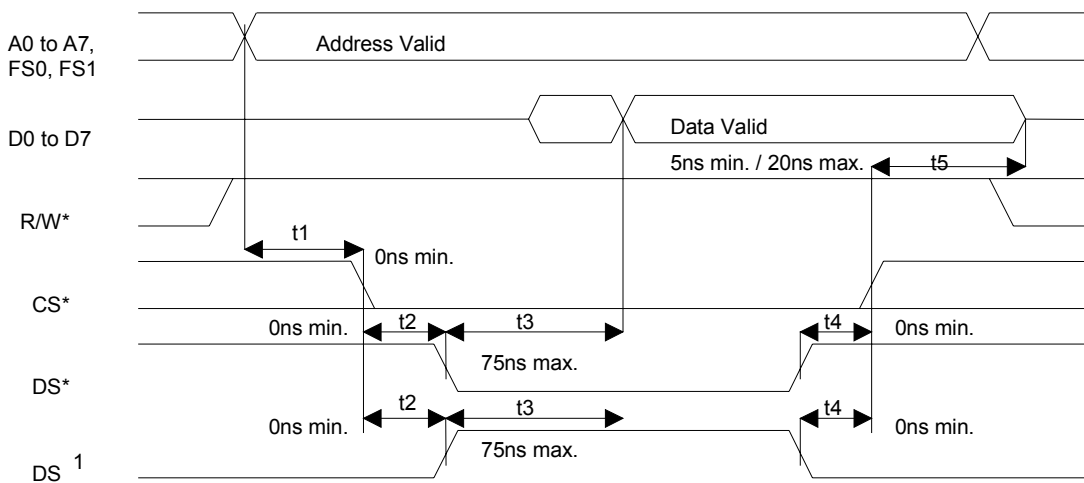 A0 to A7,
FS0, FS1
Address Valid
D0 to D7
Data Valid
5ns min. / 20ns max.
t5
R/W*
t1
0ns min.
CS*
0ns min.
t2
t3
t4
0ns min.
75ns max.
DS*
t2
t3
t4
0ns min.
75ns max.
0ns min.
DS 1